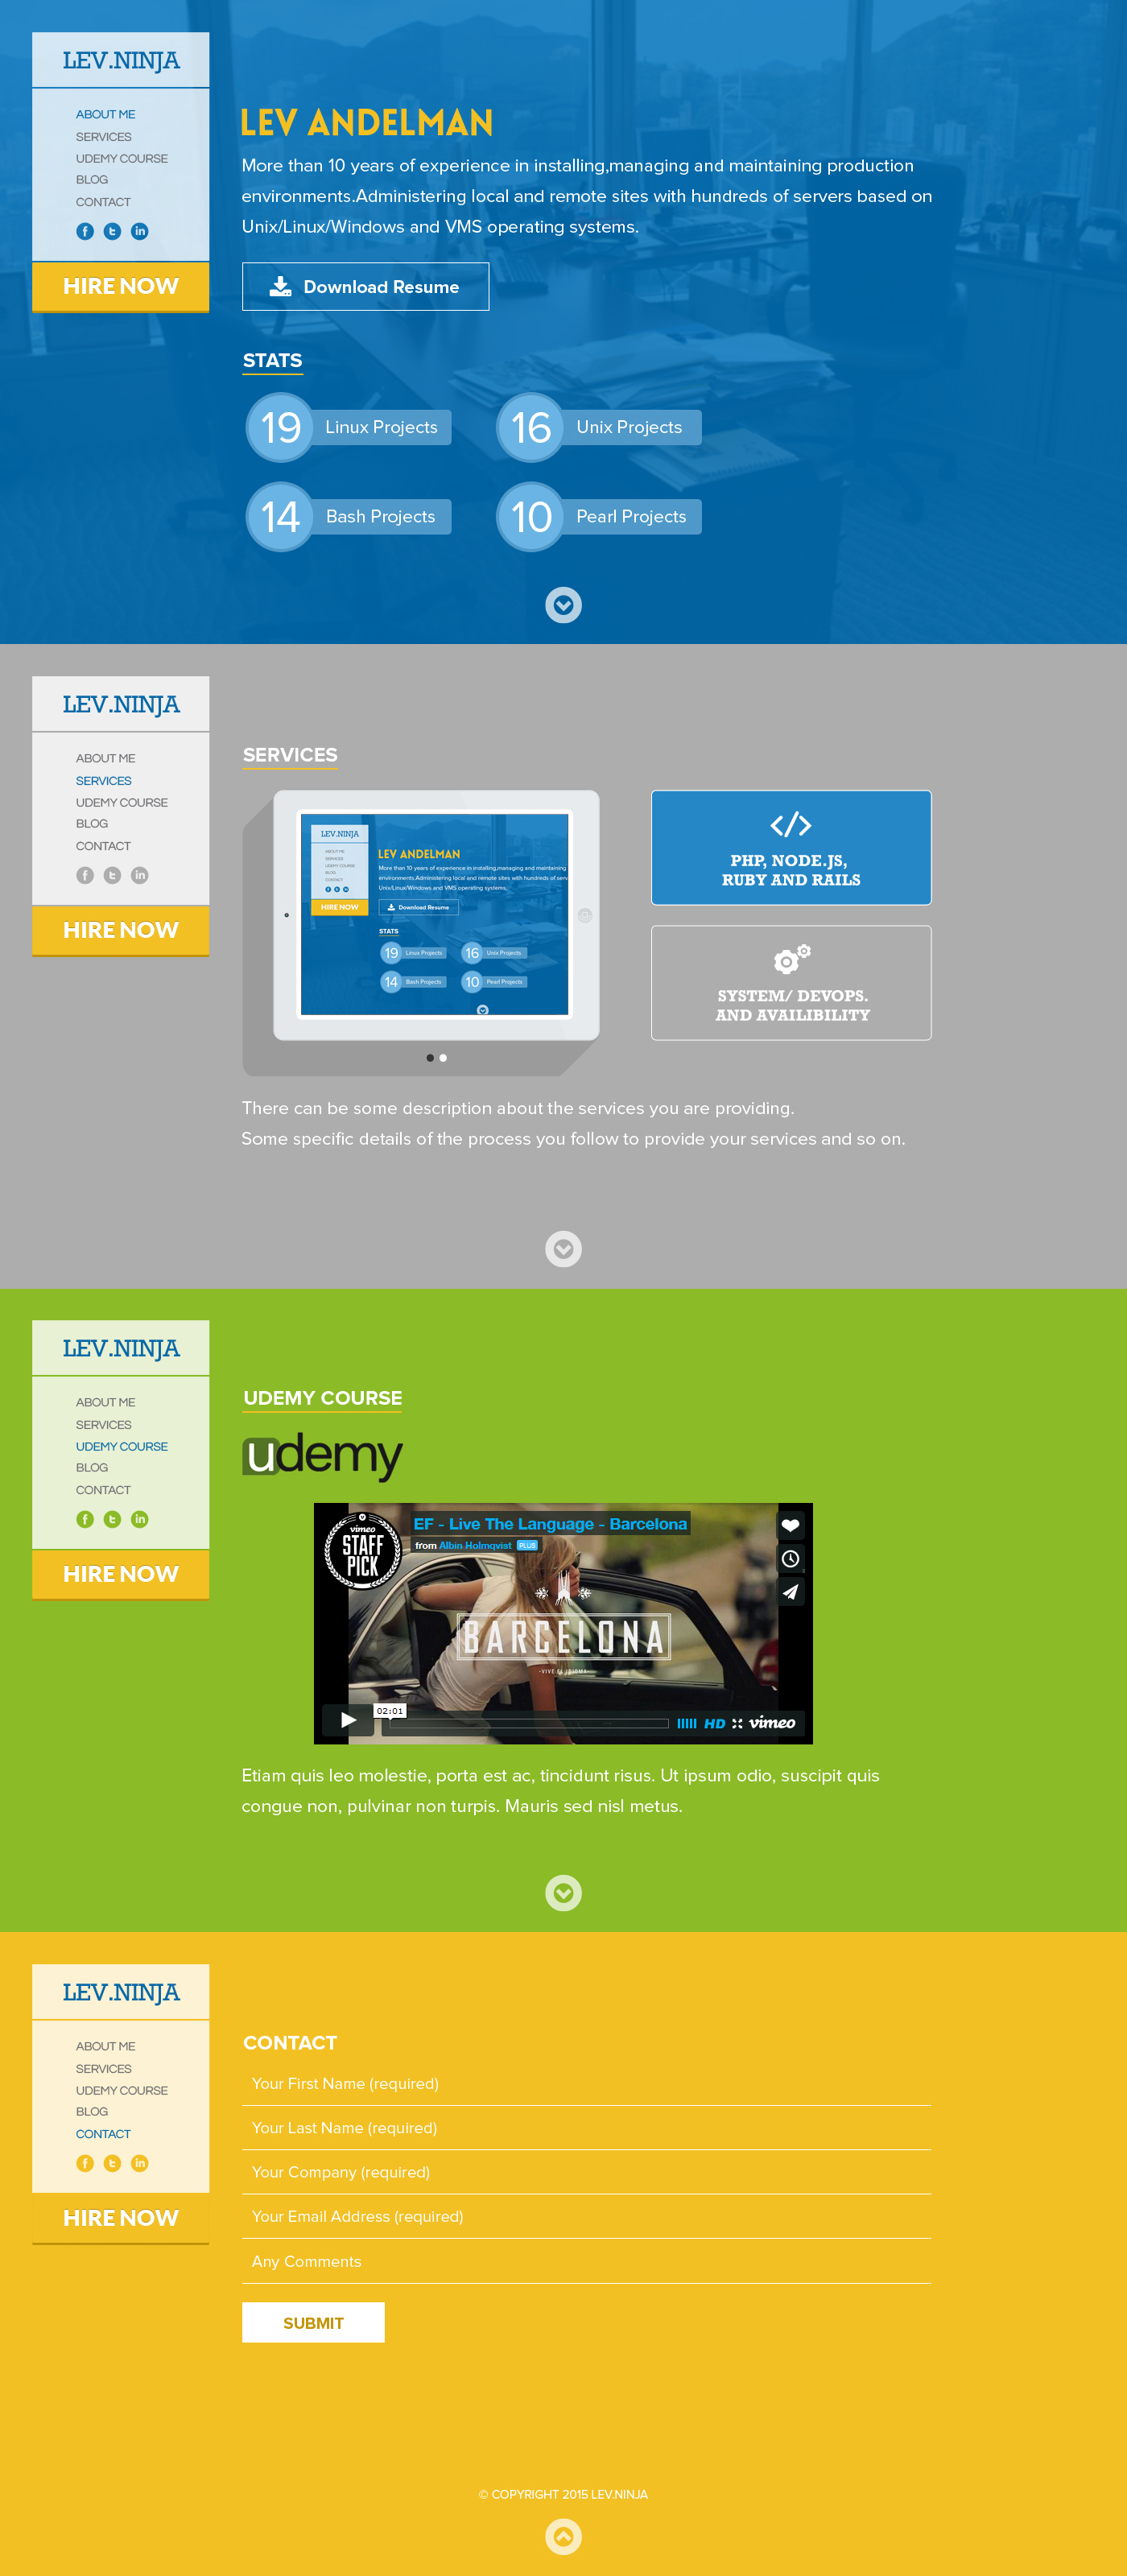 LEV.NINJA
ABOUT ME
SERVICES
UDEMY COURSE
BLOG
CONTACT
HIRE NOW
LEV ANDELMAN
More than 10 years of experience in installing,managing and maintaining production
environments.Administering local and remote sites with hundreds of servers based on
Unix/Linux/Windows and VMS operating systems.
Download Resume
STATS
19 Linux Projects
16 Unix Projects
14 Bash Projects
10 Pearl Projects
LEV.NINJA
ABOUT ME
SERVICES
UDEMY COURSE
BLOG
CONTACT
HIRE NOW
SERVICES
LEV.NINJA
ABOUT ME
SERVICES
UDEMY COURSE
BLOG
CONTACT
HIRE NOW
LEV ANDELMAN
More than 10 years of experience in installing,managing and maintaining
environments.Administering local and remote sites with hundreds of serv
Unix/Linux/Windows and VMS operating systems.
Download Resume
STATS
19 Linux Projects
16 Unix Projects
14 Bash Projects
10 Pearl Projects
</>
PHP, NODE.JS,
RUBY AND RAILS
SYSTEM/ DEVOPS.
AND AVAILIBILITY
There can be some description about the services you are providing.
Some specific details of the process you follow to provide your services and so on.
LEV.NINJA
ABOUT ME
SERVICES
UDEMY COURSE
BLOG
CONTACT
HIRE NOW
UDEMY COURSE
udemy
vimeo
STAFF
PICK
EF - Live The Language - Barcelona
from Albin Holmqvist PLUS
BARCELONA
-VIVE EL IDIOMA-
02:01
HD
vimeo
Etiam quis leo molestie, porta est ac, tincidunt risus. Ut ipsum odio, suscipit quis
congue non, pulvinar non turpis. Mauris sed nisl metus.
LEV.NINJA
ABOUT ME
SERVICES
UDEMY COURSE
BLOG
CONTACT
HIRE NOW
CONTACT
Your First Name (required)
Your Last Name (required)
Your Company (required)
Your Email Address (required)
Any Comments
SUBMIT
© COPYRIGHT 2015 LEV.NINJA